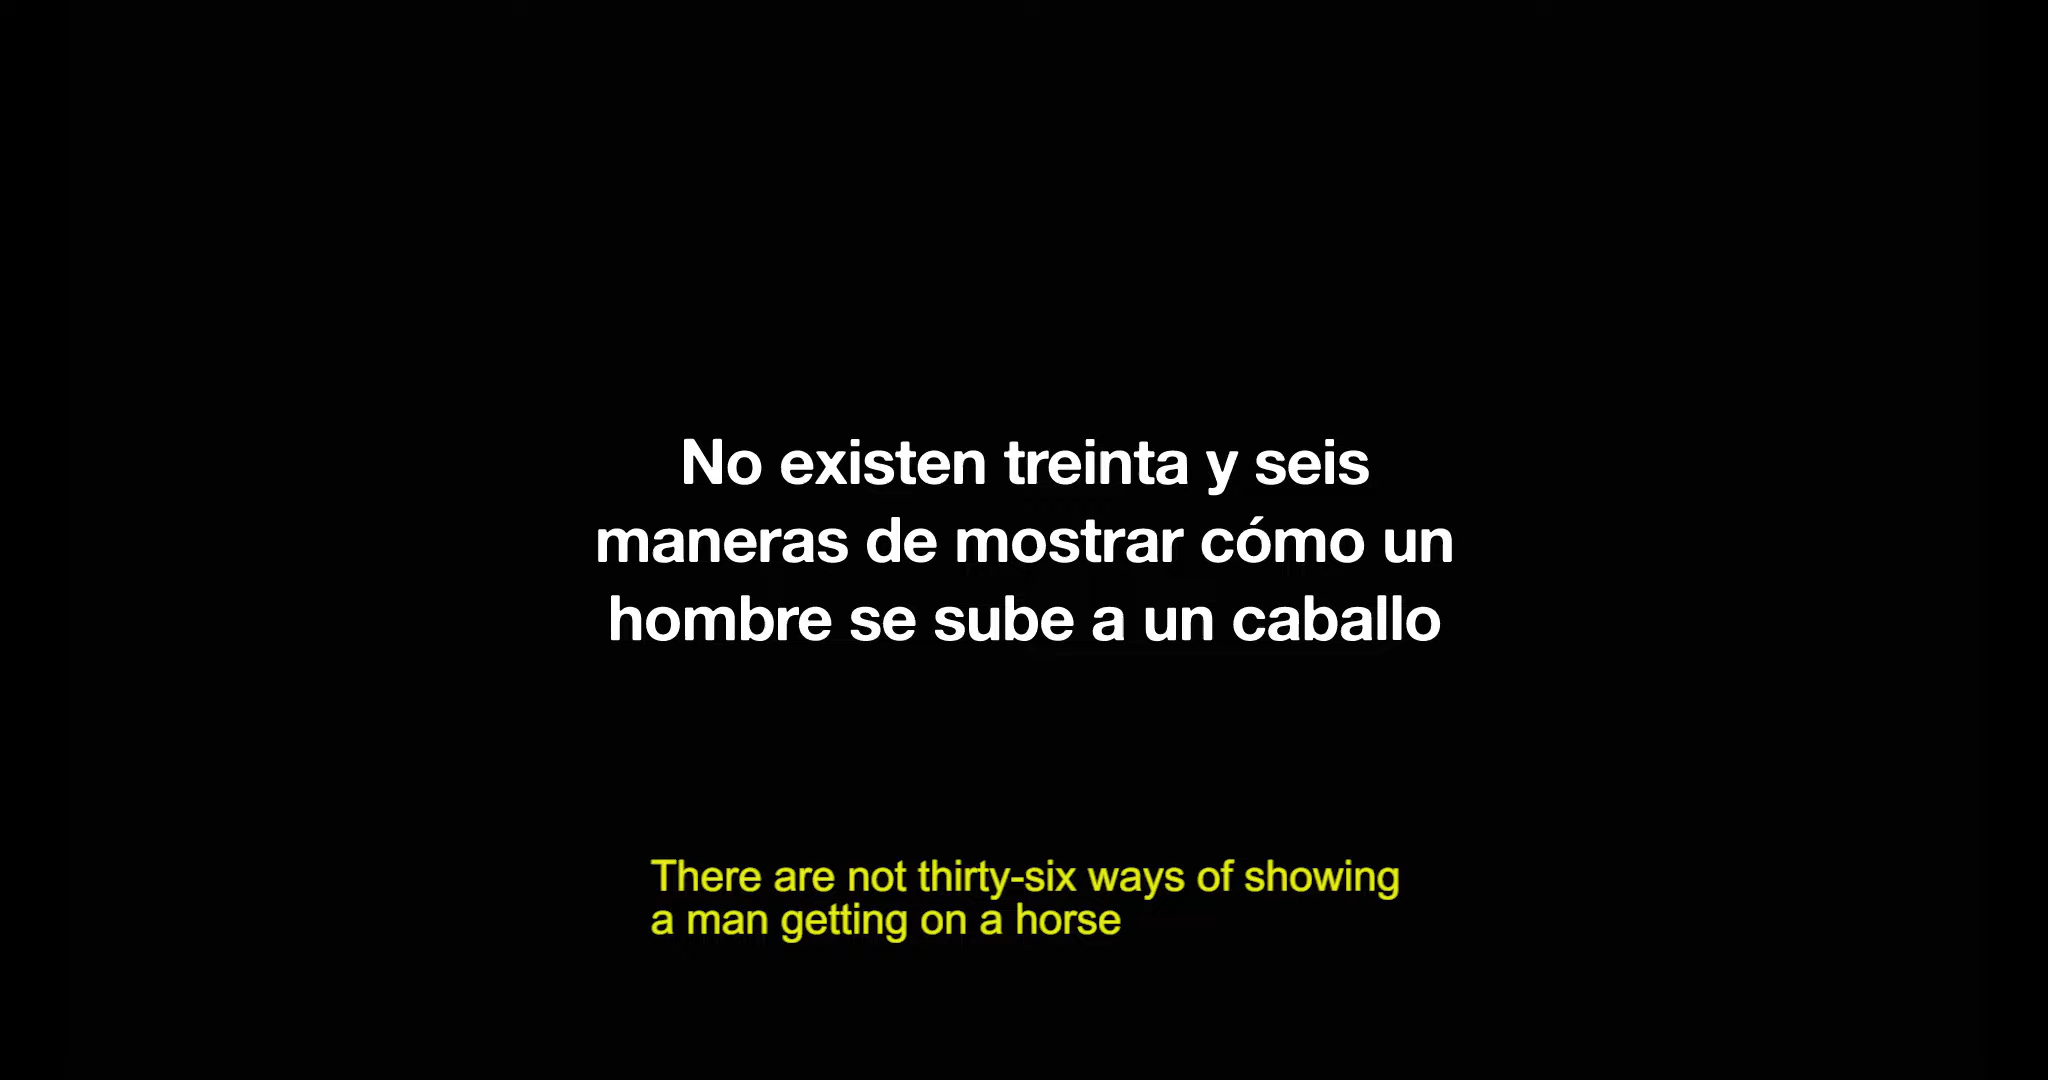 No existen treinta y seis
maneras de mostrar cómo un
hombre se sube a un caballo
There are not thirty-six ways of showing
a man getting on a horse